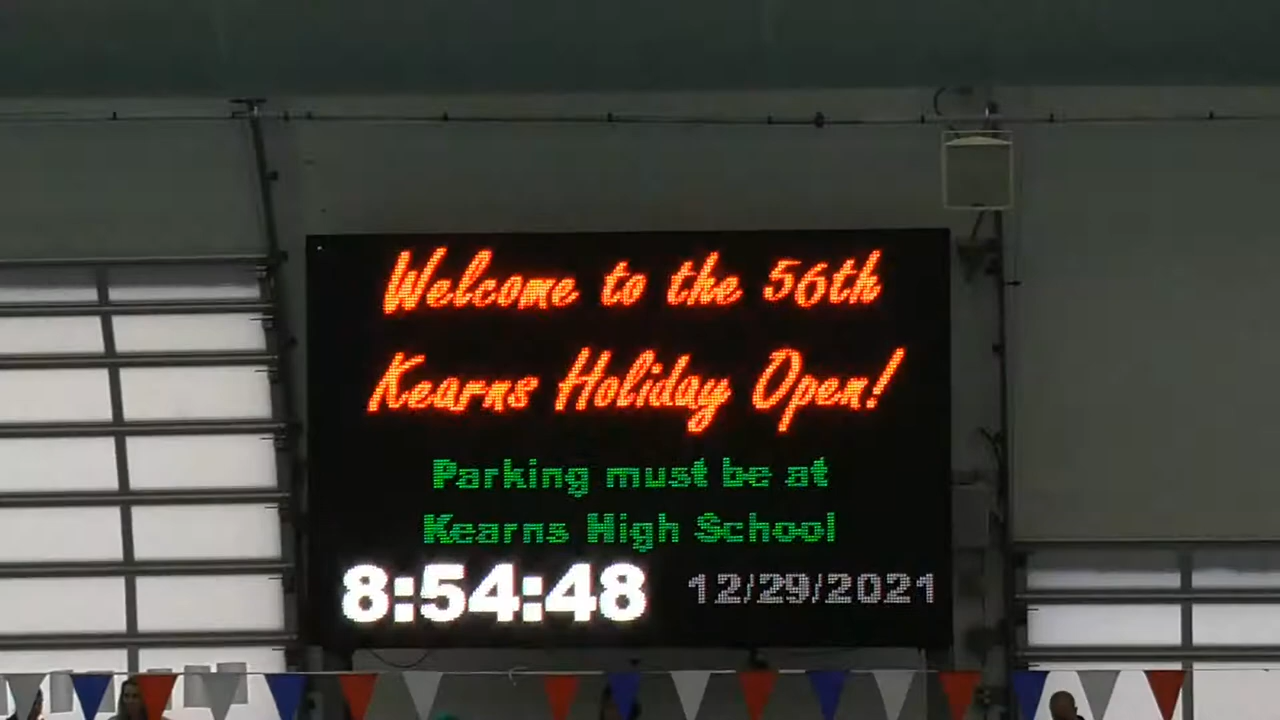 Welcome to the 56th
Kearns Holiday Open!
Parking must be at
Kearns High School
8:54:48 12/29/2021